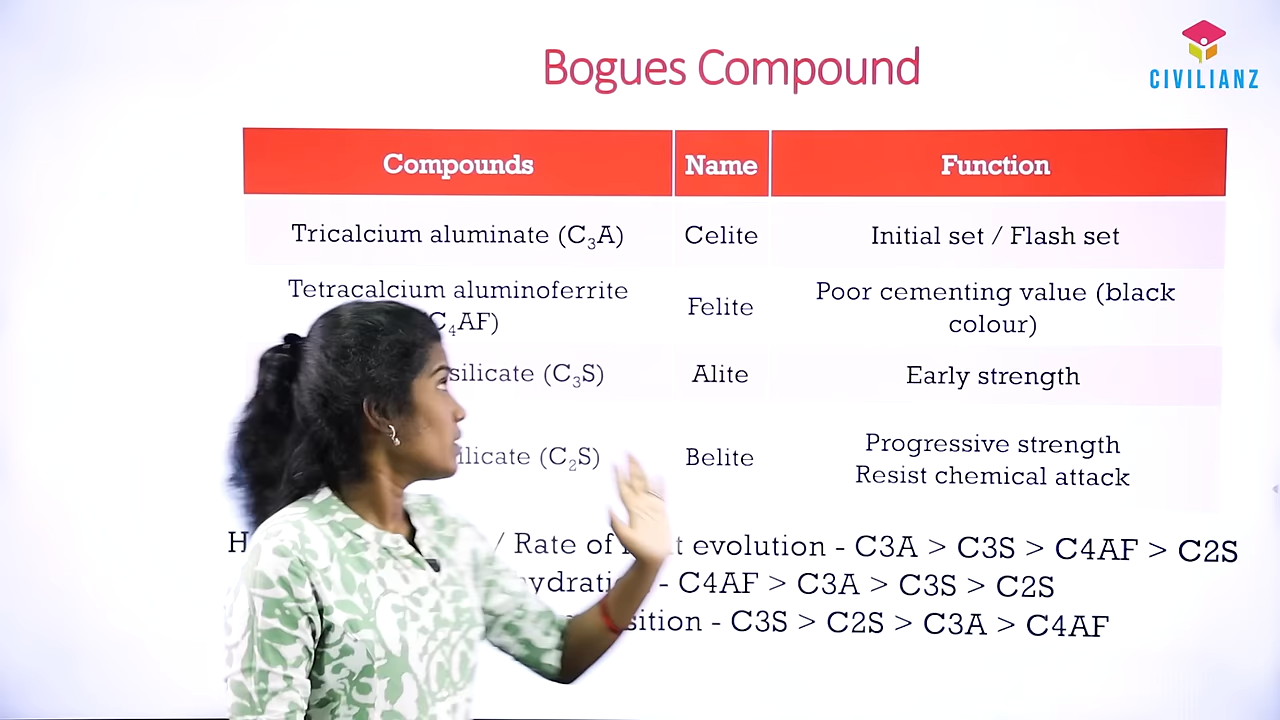 Bogues Compound
CIVILIANZ
Compounds Name Function
Tricalcium aluminate (C₃A) Celite Initial set / Flash set
Tetracalcium aluminoferrite
C₄AF) Felite Poor cementing value (black
colour)
silicate (C₃S) Alite Early strength
ilicate (C₂S) Belite Progressive strength
Resist chemical attack
H / Rate of evolution - C3A > C3S > C4AF > C2S
ydrati - C4AF > C3A > C3S > C2S
sition - C3S > C2S > C3A > C4AF